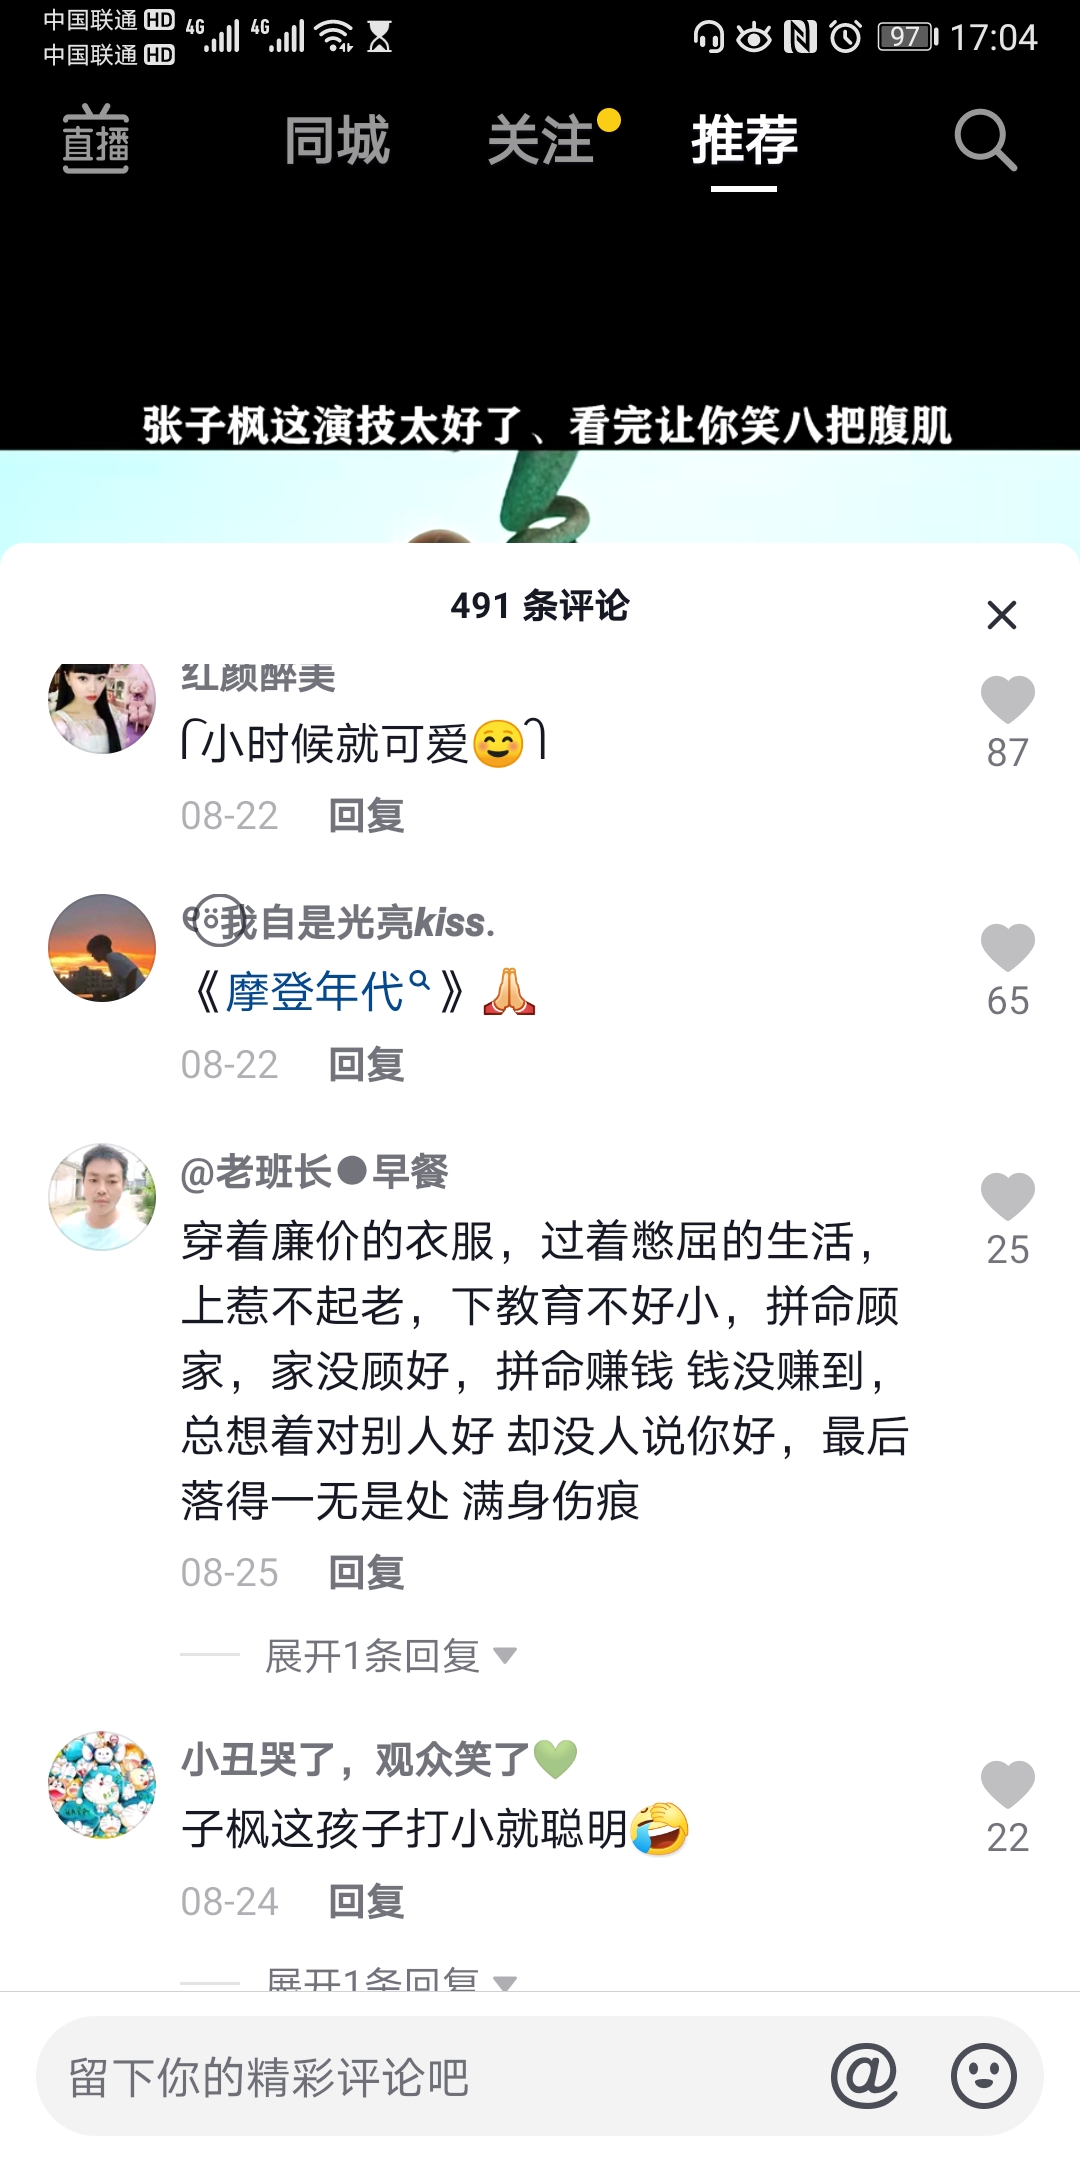 中国联通 HD 4G 4G 97 17:04
中国联通 HD
直播 同城 关注 推荐
张子枫这演技太好了、看完让你笑八把腹肌
491 条评论
红颜醉美
小时候就可爱😊
87
08-22 回复
我自是光亮kiss.
《摩登年代》🙏
65
08-22 回复
@老班长●早餐
穿着廉价的衣服，过着憋屈的生活，
上惹不起老，下教育不好小，拼命顾
家，家没顾好，拼命赚钱 钱没赚到，
总想着对别人好 却没人说你好，最后
落得一无是处 满身伤痕
25
08-25 回复
展开1条回复
小丑哭了，观众笑了💚
子枫这孩子打小就聪明🤣
22
08-24 回复
展开1条回复
留下你的精彩评论吧 @